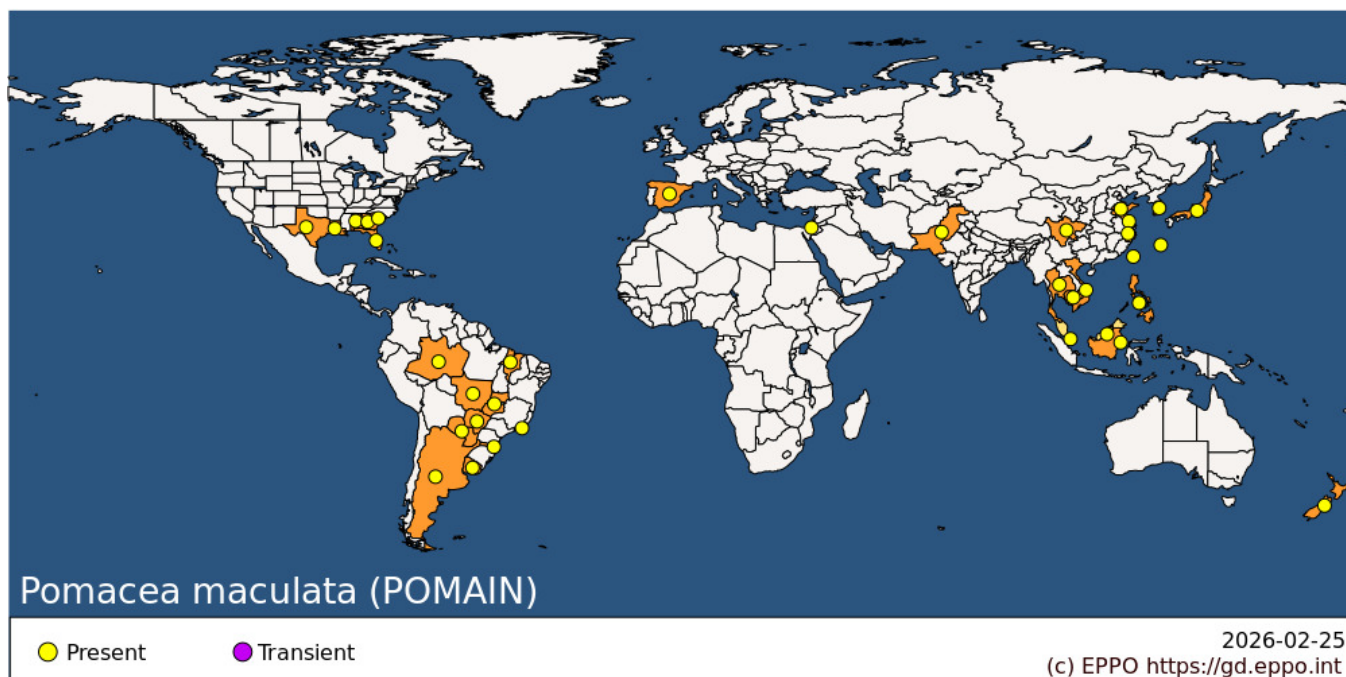 Pomacea maculata (POMAIN)
Present
Transient
2026-02-25
(c) EPPO https://gd.eppo.int